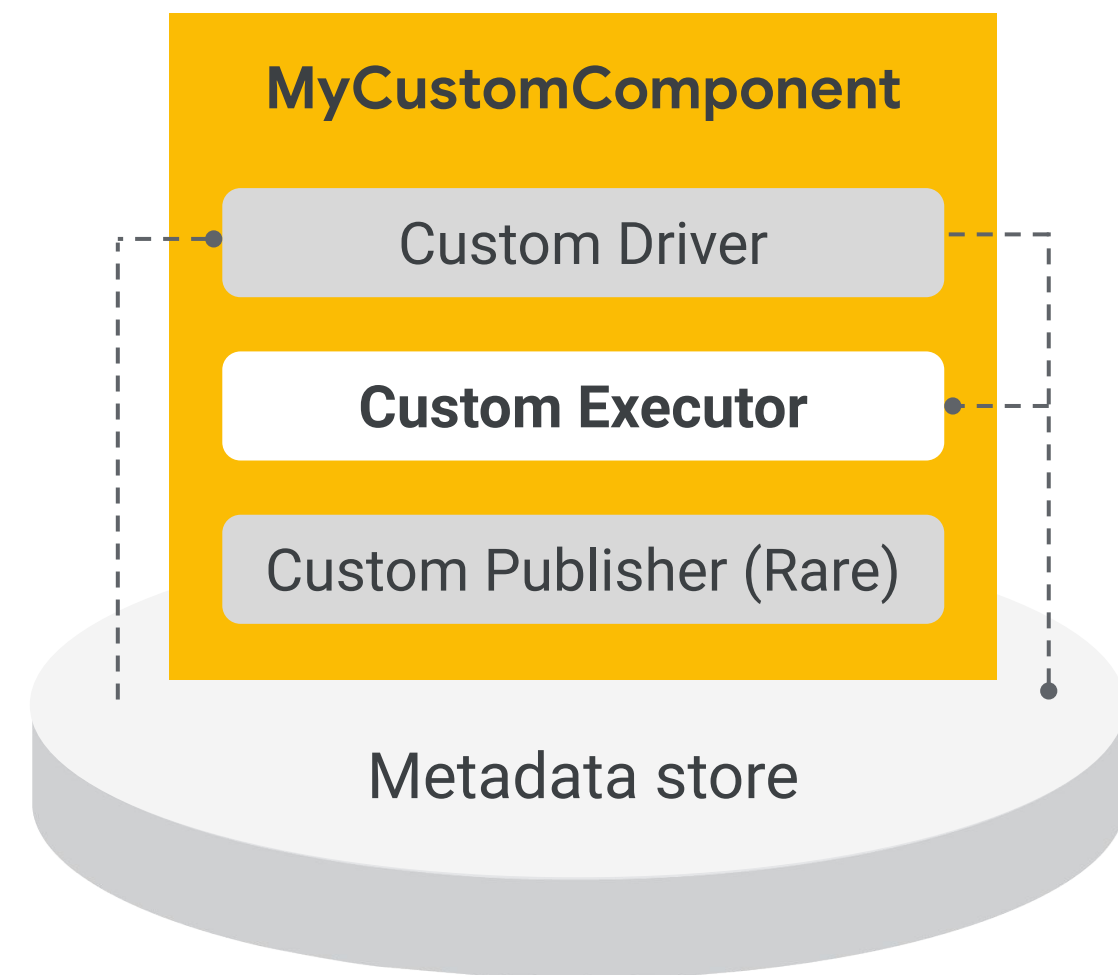 MyCustomComponent
Custom Driver
Custom Executor
Custom Publisher (Rare)
Metadata store